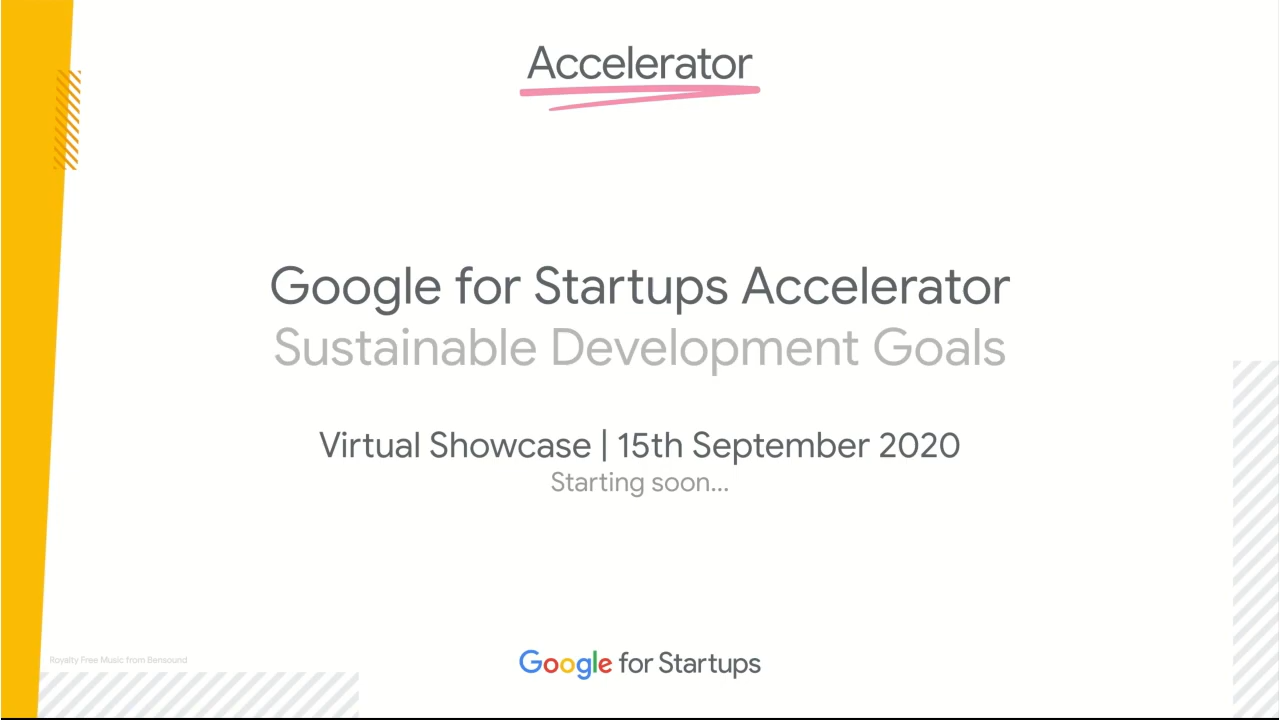 Accelerator
Google for Startups Accelerator
Sustainable Development Goals
Virtual Showcase | 15th September 2020
Starting soon...
Royalty Free Music from Bensound
Google for Startups